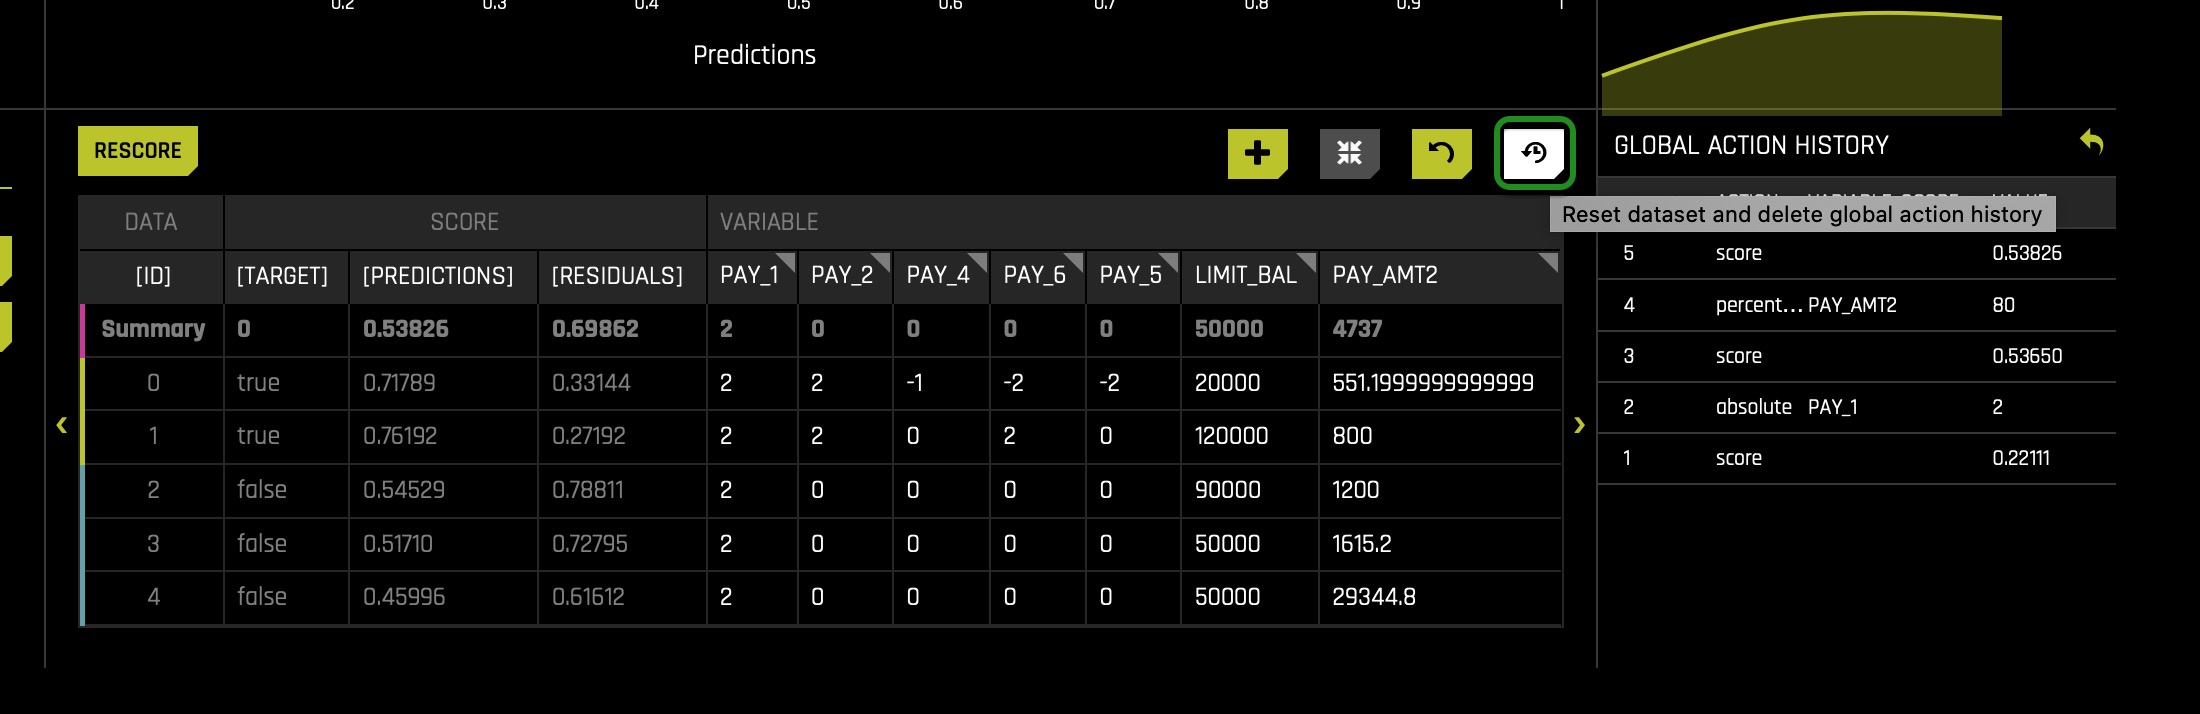 0.2 0.3 0.4 0.5 0.6 0.7 0.8 0.9 1
Predictions
RESCORE
DATA SCORE VARIABLE
[ID] [TARGET] [PREDICTIONS] [RESIDUALS] PAY_1 PAY_2 PAY_4 PAY_6 PAY_5 LIMIT_BAL PAY_AMT2
Summary 0 0.53826 0.69862 2 0 0 0 0 50000 4737
0 true 0.71789 0.33144 2 2 -1 -2 -2 20000 551.1999999999999
1 true 0.76192 0.27192 2 2 0 2 0 120000 800
2 false 0.54529 0.78811 2 0 0 0 0 90000 1200
3 false 0.51710 0.72795 2 0 0 0 0 50000 1615.2
4 false 0.45996 0.61612 2 0 0 0 0 50000 29344.8
GLOBAL ACTION HISTORY
ACTION VARIABLE SCORE VALUE
Reset dataset and delete global action history
5 score 0.53826
4 percent... PAY_AMT2 80
3 score 0.53650
2 absolute PAY_1 2
1 score 0.22111